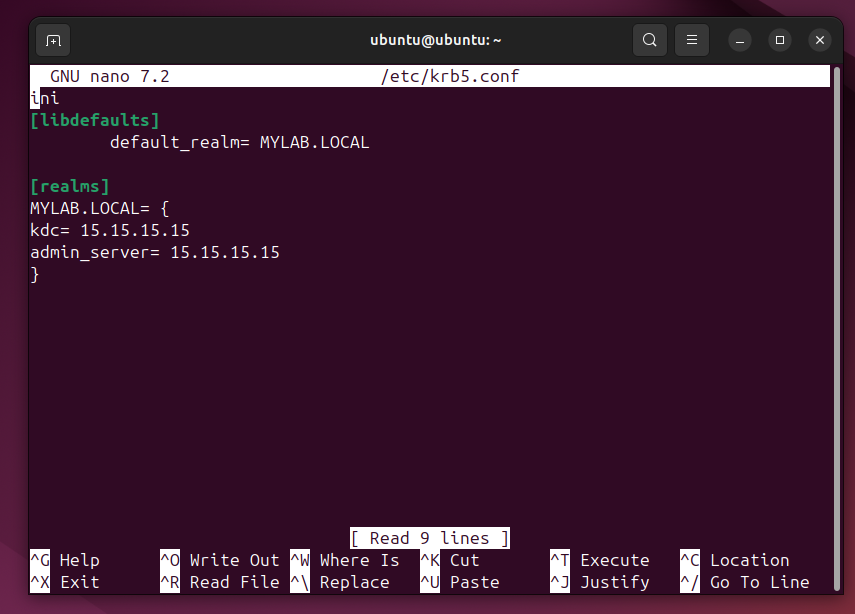 ubuntu@ubuntu: ~
GNU nano 7.2 /etc/krb5.conf
ini
[libdefaults]
default_realm= MYLAB.LOCAL
[realms]
MYLAB.LOCAL= {
kdc= 15.15.15.15
admin_server= 15.15.15.15
}
[ Read 9 lines ]
^G Help ^O Write Out ^W Where Is ^K Cut ^T Execute ^C Location
^X Exit ^R Read File ^\ Replace ^U Paste ^J Justify ^/ Go To Line